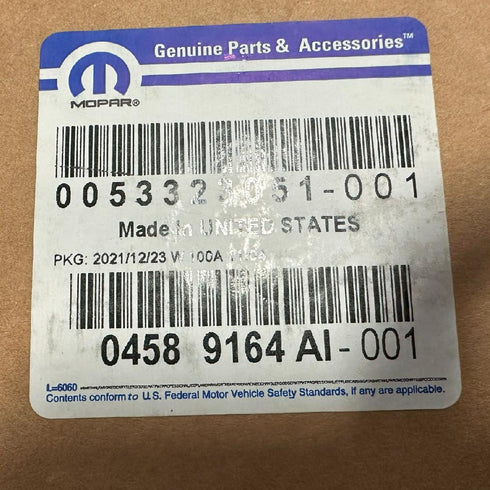 Genuine Parts & Accessories™
MOPAR®
Made in UNITED STATES
PKG: 2021/12/23 W 100A
0458 9164 AI-001
L=6060
Contents conform to U. S. Federal Motor Vehicle Safety Standards, if any are applicable.